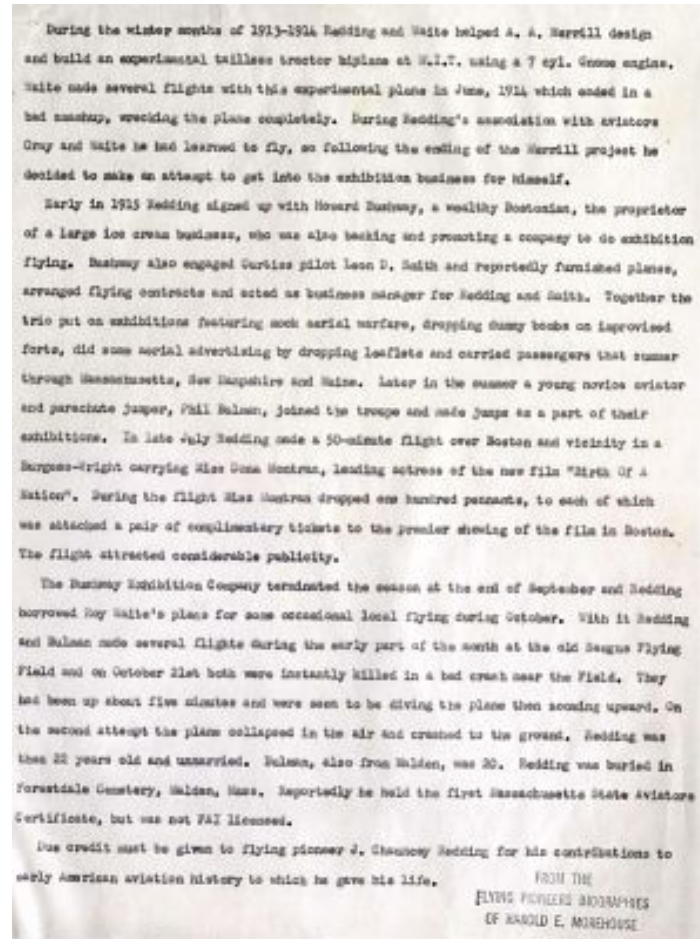 During the winter months of 1913-1914 Redding and Waite helped A. A. Merrill design
and build an experimental tailless tractor biplane at M.I.T. using a 7 cyl. Gnome engine.
Waite made several flights with this experimental plane in June, 1914 which ended in a
bad smashup, wrecking the plane completely. During Redding's association with aviators
Gray and Waite he had learned to fly, so following the ending of the Merrill project he
decided to make an attempt to get into the exhibition business for himself.
Early in 1915 Redding signed up with Howard Bushway, a wealthy Bostonian, the proprietor
of a large ice cream business, who was also backing and promoting a company to do exhibition
flying. Bushway also engaged Curtiss pilot Leon D. Smith and reportedly furnished planes,
arranged flying contracts and acted as business manager for Redding and Smith. Together the
trio put on exhibitions featuring mock aerial warfare, dropping dummy bombs on improvised
forts, did some aerial advertising by dropping leaflets and carried passengers that summer
through Massachusetts, New Hampshire and Maine. Later in the summer a young novice aviator
and parachute jumper, Phil Bulman, joined the troupe and made jumps as a part of their
exhibitions. In late July Redding made a 50-minute flight over Boston and vicinity in a
Burgess-Wright carrying Miss Dona Montran, leading actress of the new film "Birth Of A
Nation". During the flight Miss Montran dropped one hundred pennants, to each of which
was attached a pair of complimentary tickets to the premier showing of the film in Boston.
The flight attracted considerable publicity.
The Bushway Exhibition Company terminated the season at the end of September and Redding
borrowed Roy Waite's plane for some occasional local flying during October. With it Redding
and Bulman made several flights during the early part of the month at the old Saugus Flying
Field and on October 21st both were instantly killed in a bad crash near the Field. They
had been up about five minutes and were seen to be diving the plane then zooming upward. On
the second attempt the plane collapsed in the air and crashed to the ground. Redding was
then 22 years old and unmarried. Bulman, also from Malden, was 20. Redding was buried in
Forestdale Cemetery, Malden, Mass. Reportedly he held the first Massachusetts State Aviators
Certificate, but was not FAI licensed.
Due credit must be given to flying pioneer J. Chauncey Redding for his contributions to
early American aviation history to which he gave his life.
FROM THE
FLYING PIONEERS BIOGRAPHIES
OF HAROLD E. MOREHOUSE